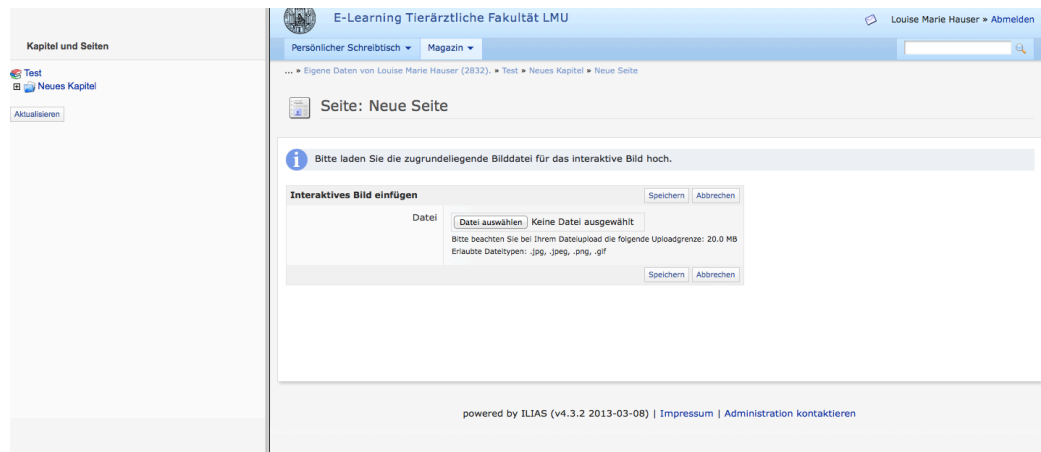 E-Learning Tierärztliche Fakultät LMU
Louise Marie Hauser » Abmelden
Kapitel und Seiten
Persönlicher Schreibtisch Magazin
... » Eigene Daten von Louise Marie Hauser (2832). » Test » Neues Kapitel » Neue Seite
Test
Neues Kapitel
Aktualisieren
Seite: Neue Seite
Bitte laden Sie die zugrundeliegende Bilddatei für das interaktive Bild hoch.
Interaktives Bild einfügen Speichern Abbrechen
Datei Datei auswählen Keine Datei ausgewählt
Bitte beachten Sie bei Ihrem Dateiupload die folgende Uploadgrenze: 20.0 MB
Erlaubte Dateitypen: .jpg, .jpeg, .png, .gif
Speichern Abbrechen
powered by ILIAS (v4.3.2 2013-03-08) | Impressum | Administration kontaktieren